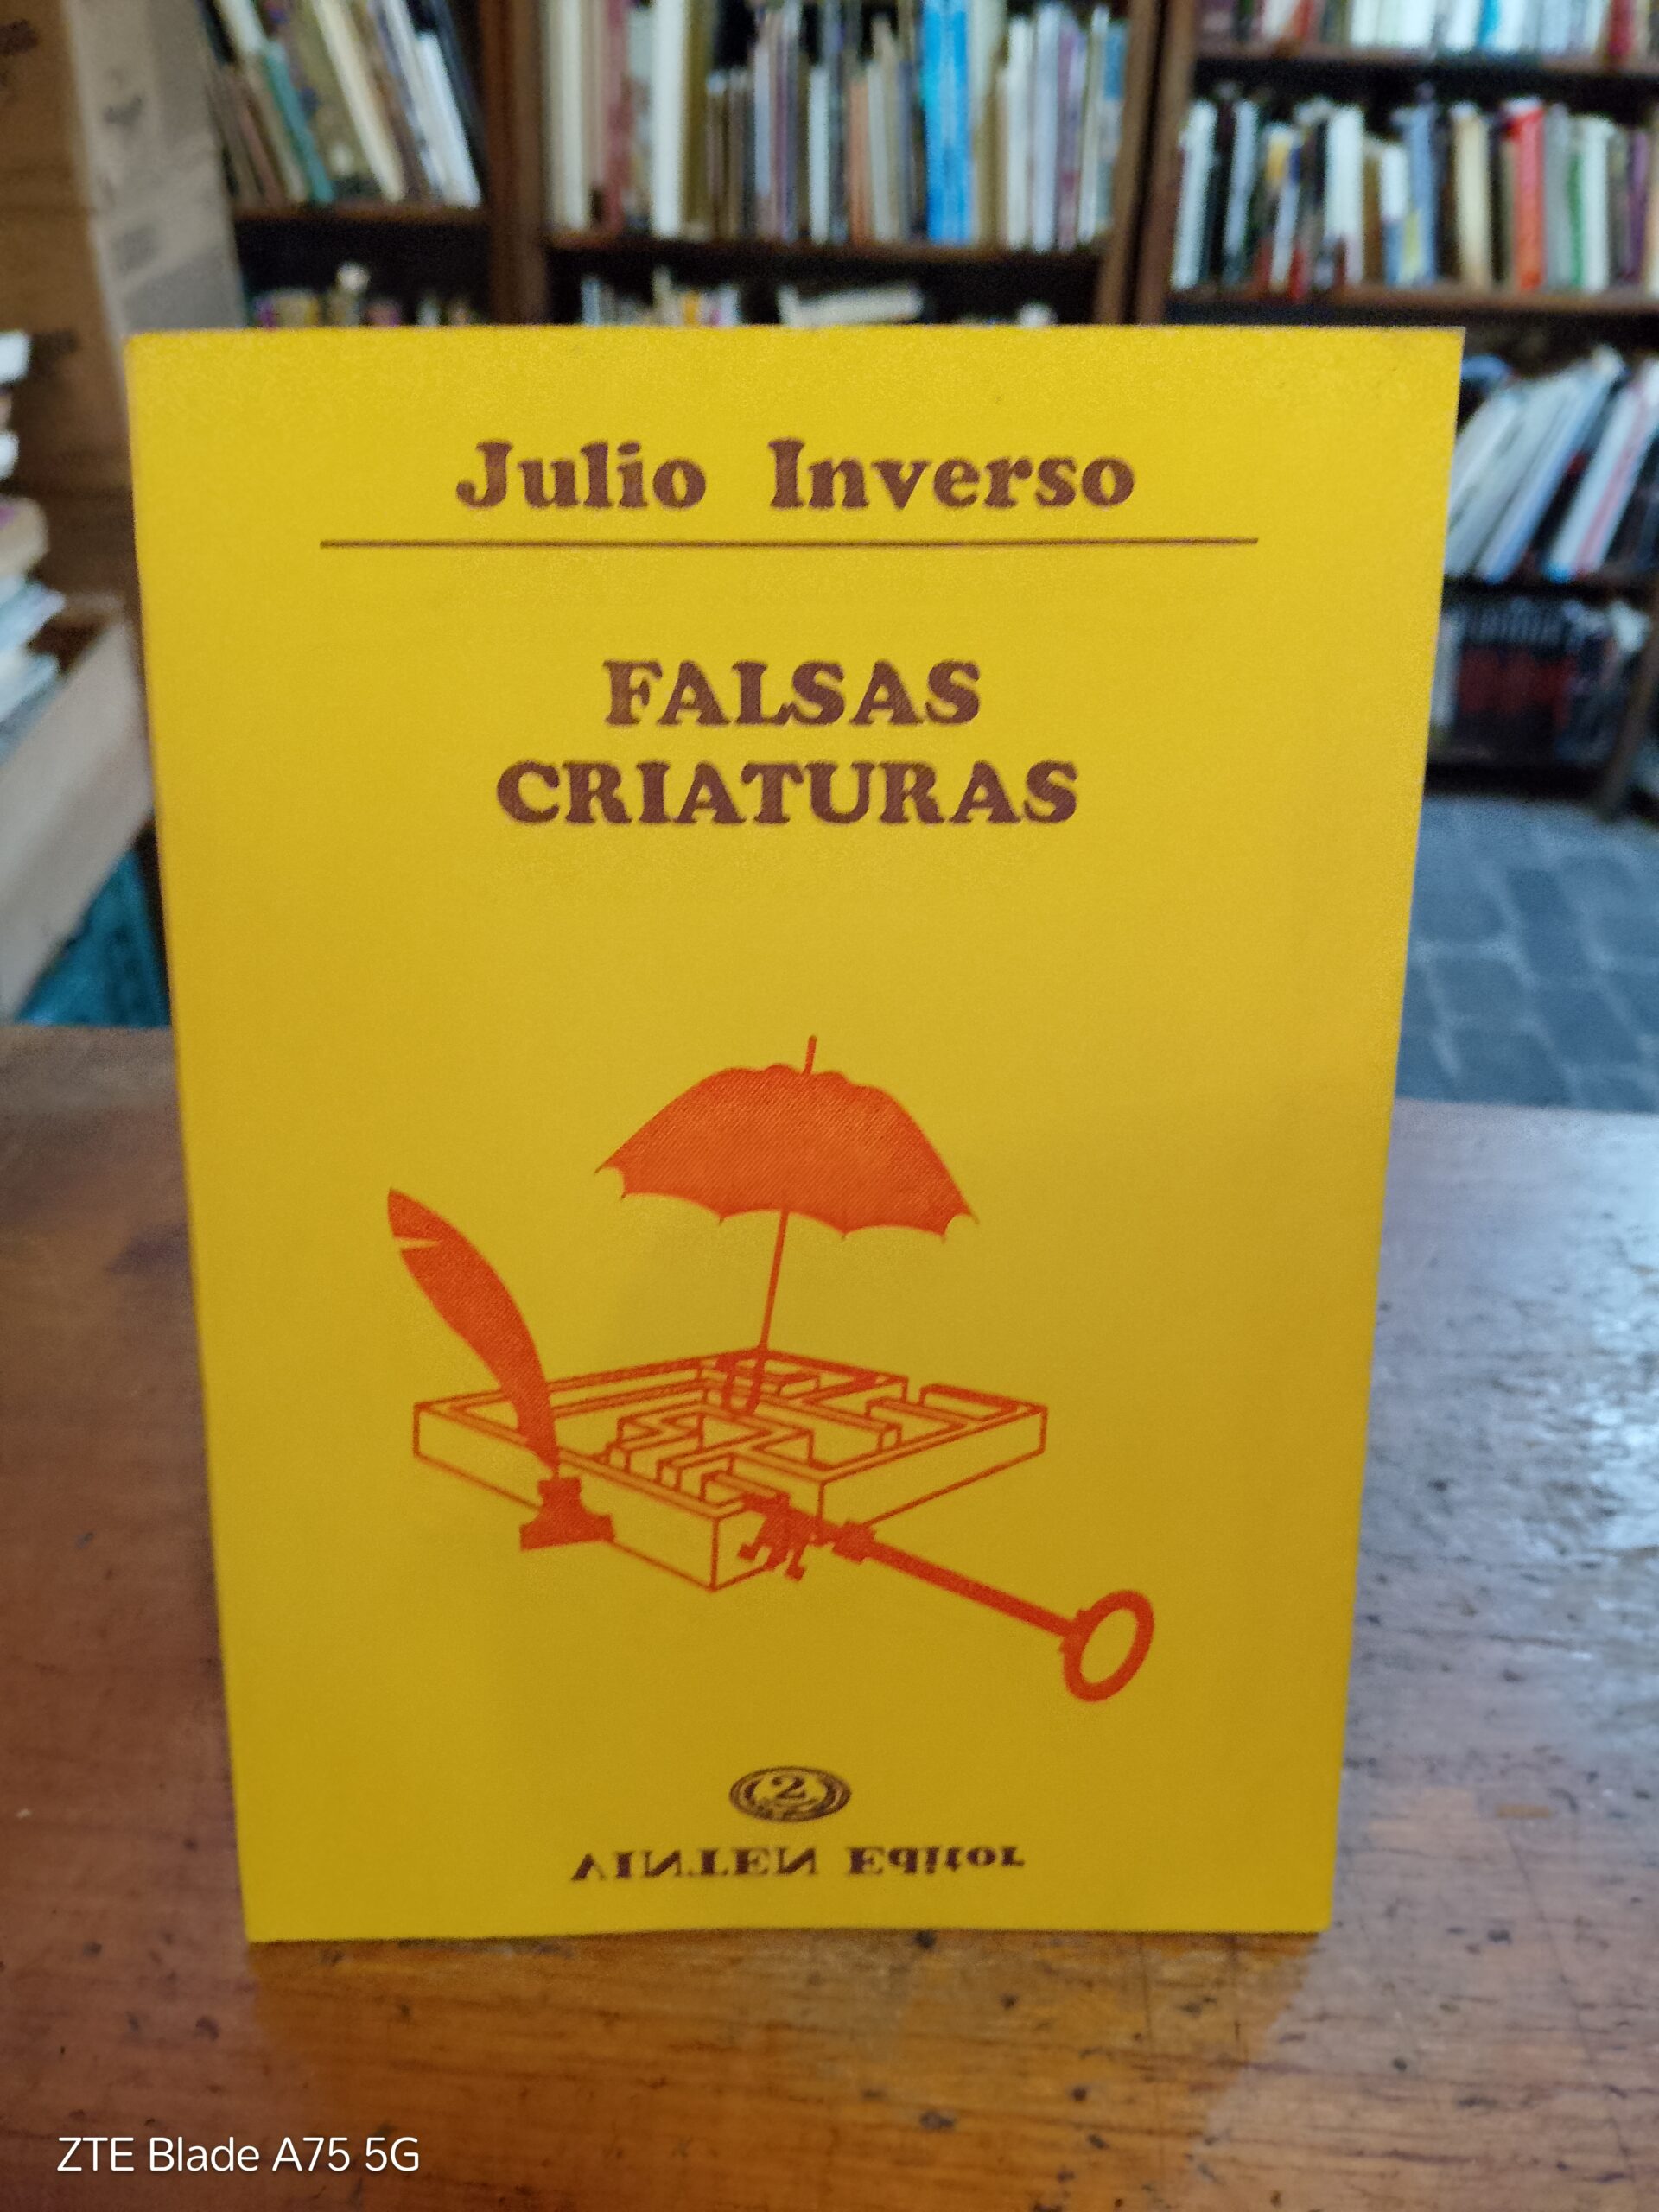 Julio Inverso
FALSAS
CRIATURAS
2
VINTEN Editor
ZTE Blade A75 5G